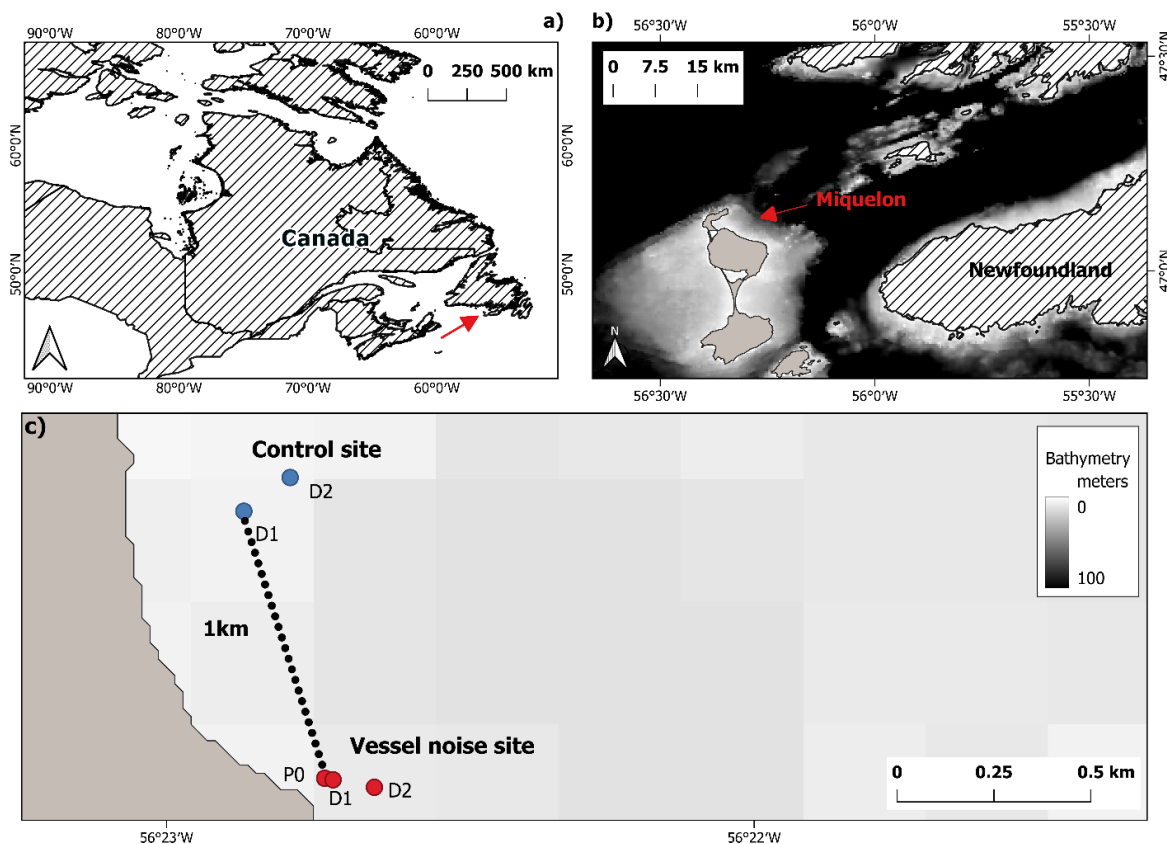 a)
90°0'W 80°0'W 70°0'W 60°0'W
0 250 500 km
60°0'N
50°0'N
Canada
60°0'N
50°0'N
90°0'W 80°0'W 70°0'W 60°0'W
b)
56°30'W 56°0'W 55°30'W
0 7.5 15 km
47°30'N
47°0'N
Miquelon
Newfoundland
N
56°30'W 56°0'W 55°30'W
c)
Control site
D2
D1
1km
Vessel noise site
P0
D1
D2
Bathymetry
meters
0
100
0 0.25 0.5 km
56°23'W 56°22'W